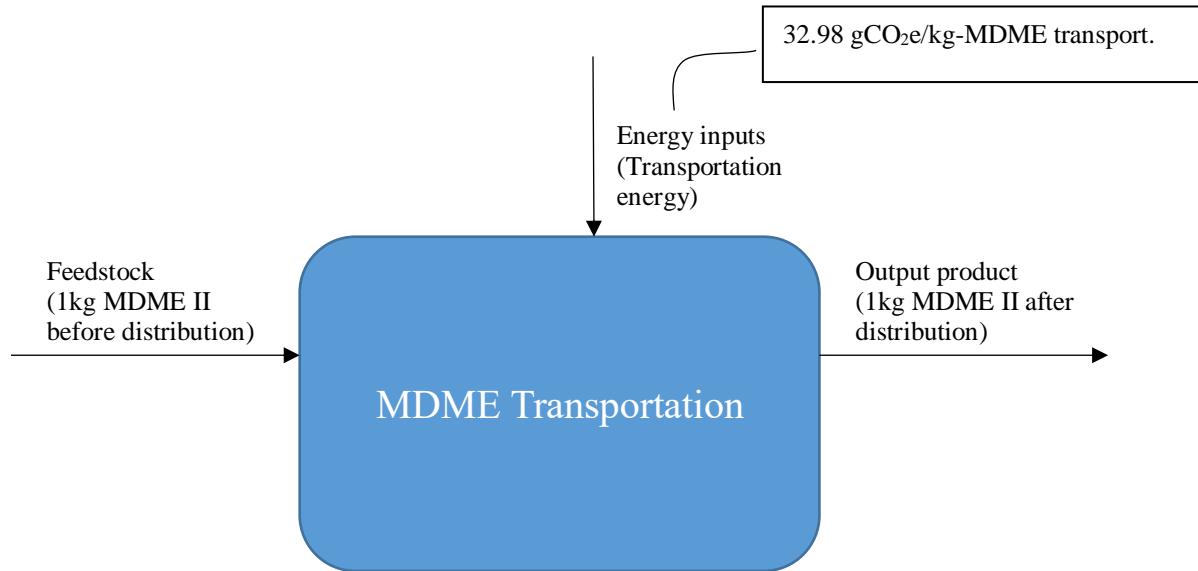 32.98 gCO₂e/kg-MDME transport.
Energy inputs
(Transportation
energy)
Feedstock
(1kg MDME II
before distribution)
Output product
(1kg MDME II after
distribution)
MDME Transportation